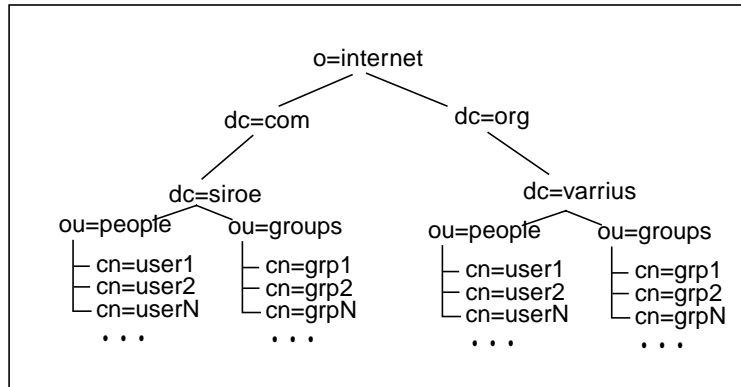 o=internet
dc=com
dc=org
dc=siroe
dc=varrius
ou=people
ou=groups
ou=people
ou=groups
cn=user1
cn=user2
cn=userN
. . .
cn=grp1
cn=grp2
cn=grpN
. . .
cn=user1
cn=user2
cn=userN
. . .
cn=grp1
cn=grp2
cn=grpN
. . .